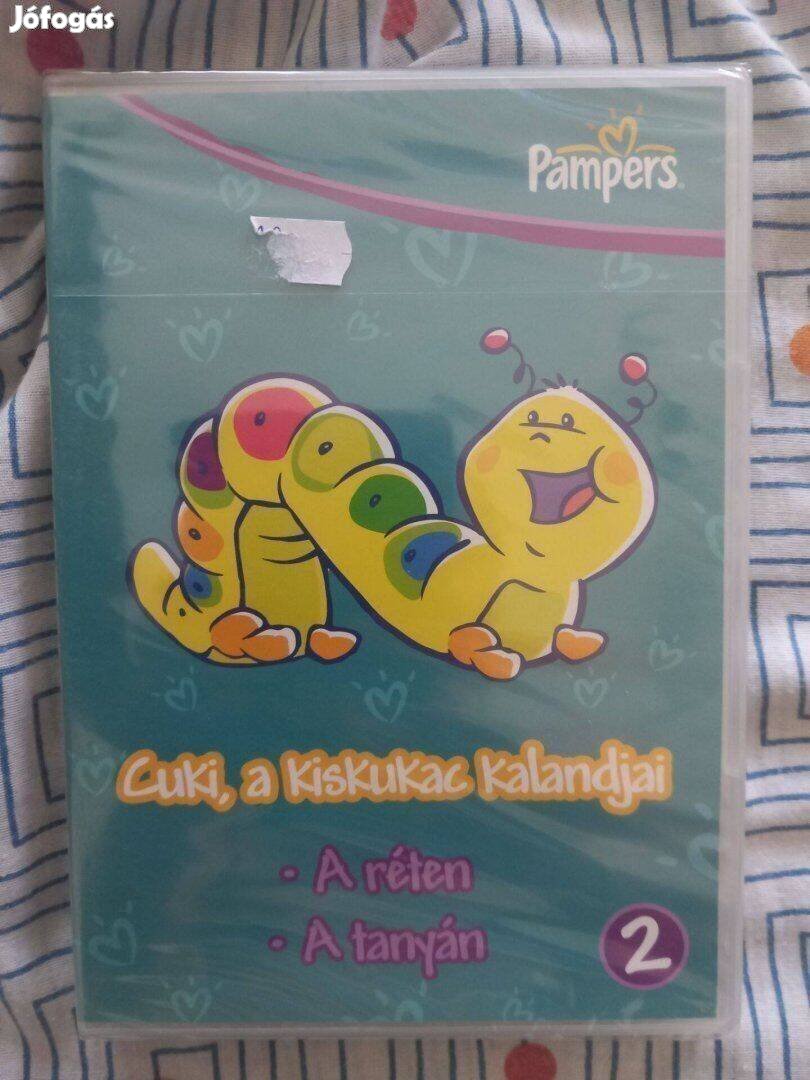 Jófogás
Pampers
Cuki, a kiskukac kalandjai
- A réten
- A tanyán
2